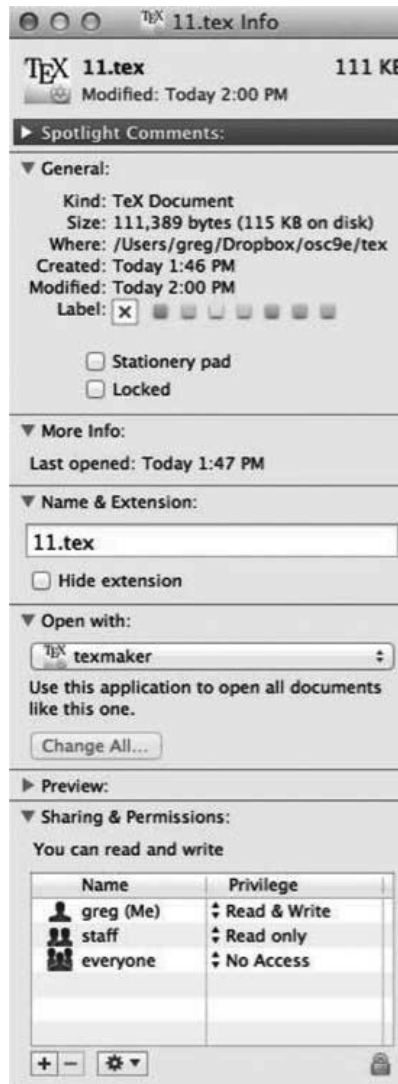 TEX 11.tex Info
TEX 11.tex 111 KB
Modified: Today 2:00 PM
Spotlight Comments:
General:
Kind: TeX Document
Size: 111,389 bytes (115 KB on disk)
Where: /Users/greg/Dropbox/osc9e/tex
Created: Today 1:46 PM
Modified: Today 2:00 PM
Label: x
Stationery pad
Locked
More Info:
Last opened: Today 1:47 PM
Name & Extension:
11.tex
Hide extension
Open with:
TEX texmaker
Use this application to open all documents
like this one.
Change All...
Preview:
Sharing & Permissions:
You can read and write
Name Privilege
greg (Me) Read & Write
staff Read only
everyone No Access